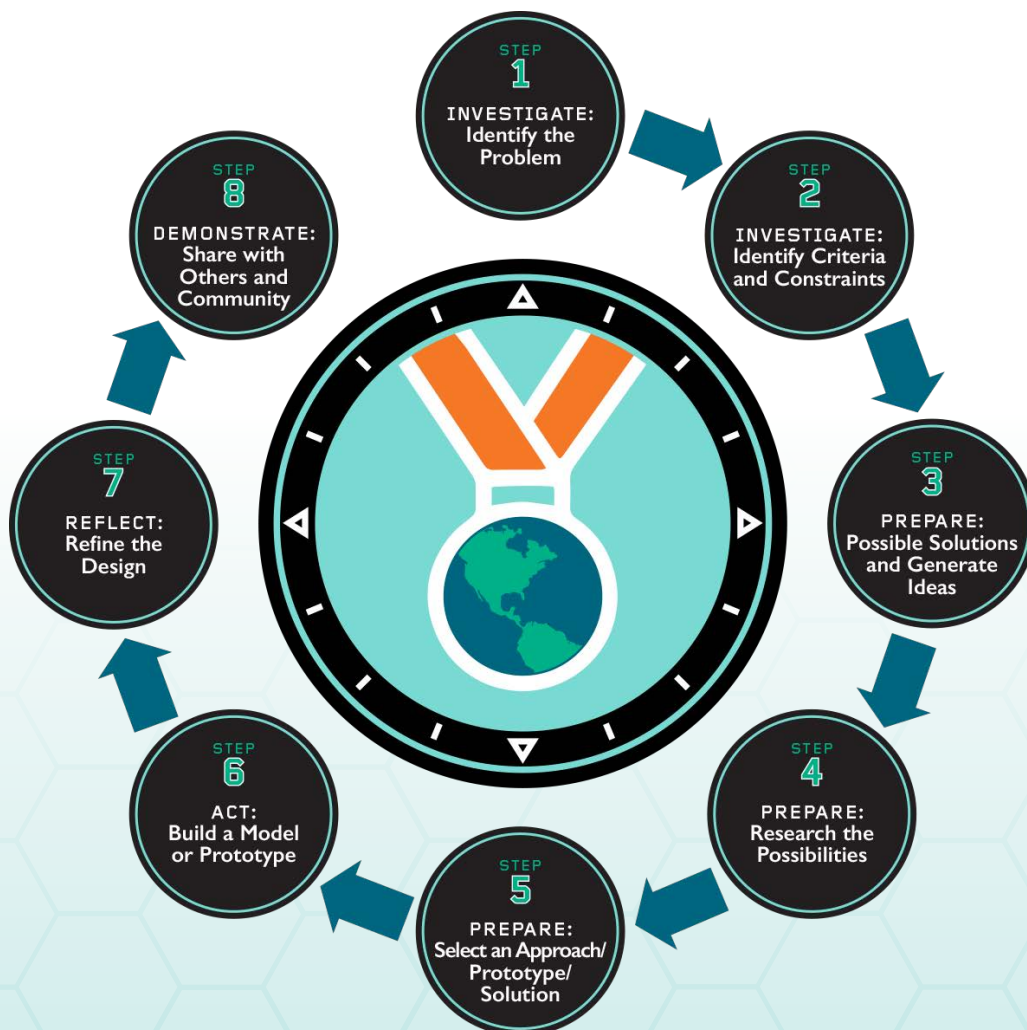 STEP
1
INVESTIGATE:
Identify the
Problem
STEP
2
INVESTIGATE:
Identify Criteria
and Constraints
STEP
3
PREPARE:
Possible Solutions
and Generate
Ideas
STEP
4
PREPARE:
Research the
Possibilities
STEP
5
PREPARE:
Select an Approach/
Prototype/
Solution
STEP
6
ACT:
Build a Model
or Prototype
STEP
7
REFLECT:
Refine the
Design
STEP
8
DEMONSTRATE:
Share with
Others and
Community